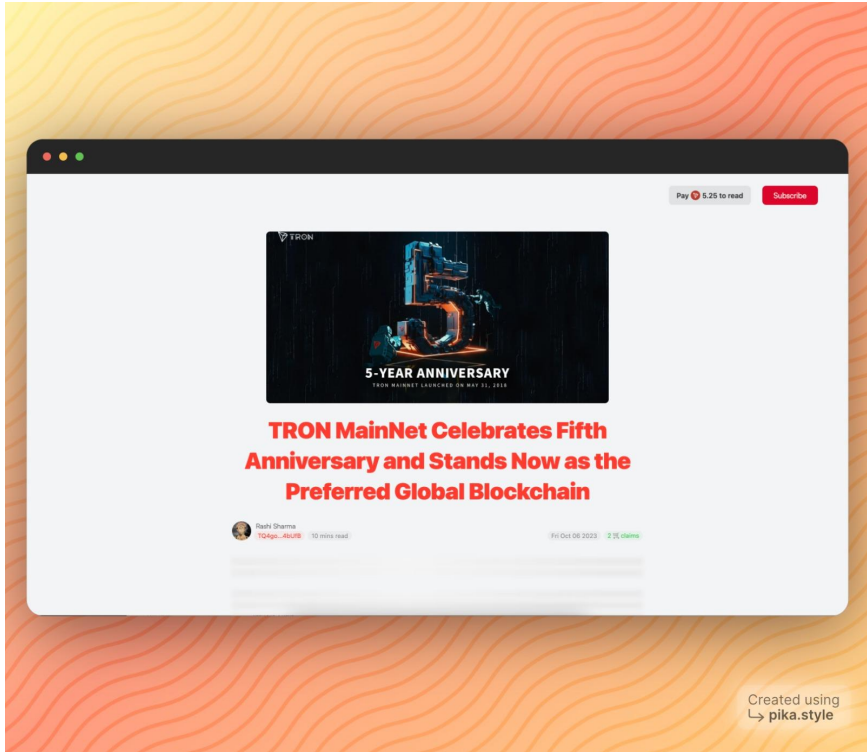 Pay 5.25 to read
Subscribe
TRON
5-YEAR ANNIVERSARY
TRON MAINNET LAUNCHED ON MAY 31, 2018
TRON MainNet Celebrates Fifth
Anniversary and Stands Now as the
Preferred Global Blockchain
Rashi Sharma
10 mins read
Fri Oct 06 2023
2 claims
Created using
pika.style